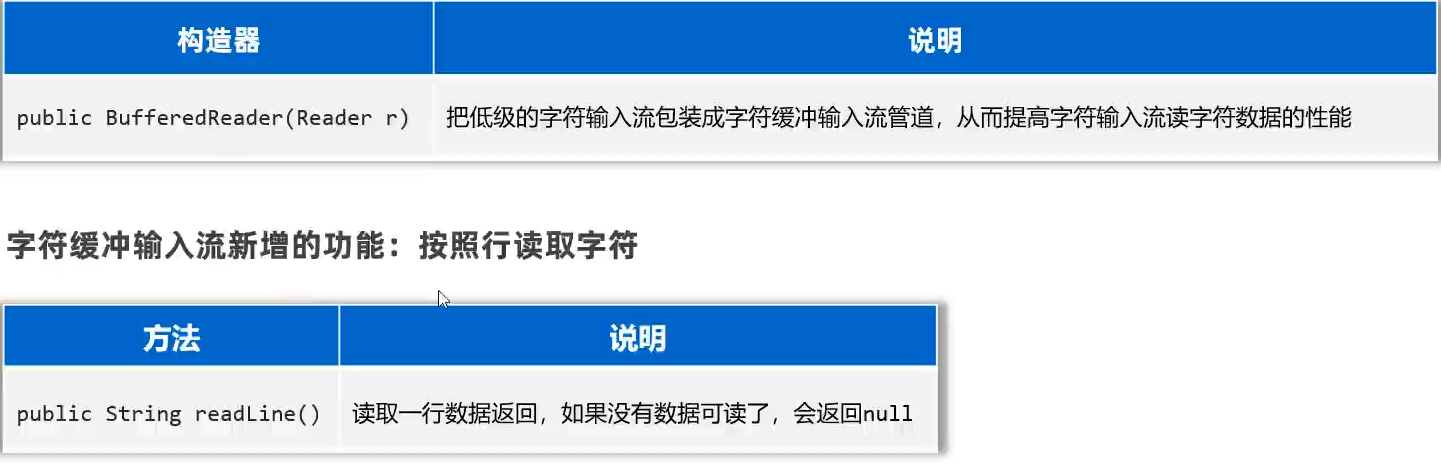 构造器 说明
public BufferedReader(Reader r) 把低级的字符输入流包装成字符缓冲输入流管道，从而提高字符输入流读字符数据的性能
字符缓冲输入流新增的功能：按照行读取字符
方法 说明
public String readLine() 读取一行数据返回，如果没有数据可读了，会返回null